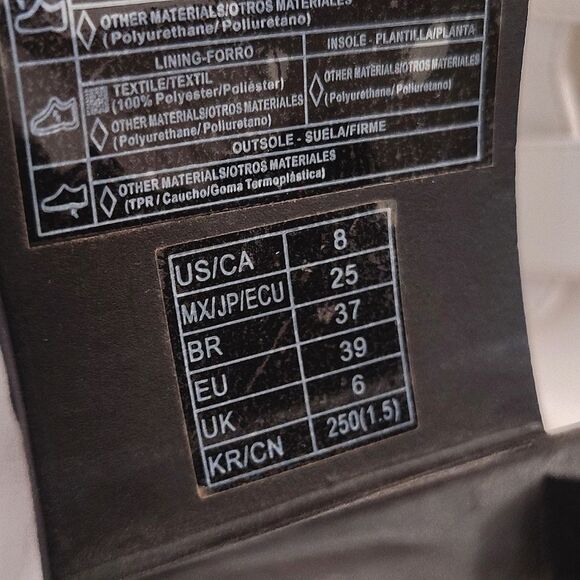 OTHER MATERIALS/OTROS MATERIALES
(Polyurethane/ Poliuretano)
LINING-FORRO
TEXTILE/TEXTIL
(100% Polyester/Poliéster)
OTHER MATERIALS/OTROS MATERIALES
(Polyurethane/ Poliuretano)
INSOLE - PLANTILLA/PLANTA
OTHER MATERIALS/OTROS MATERIALES
(Polyurethane/ Poliuretano)
OUTSOLE - SUELA/FIRME
OTHER MATERIALS/OTROS MATERIALES
(TPR / Caucho/Goma Termoplástica)
US/CA 8
MX/JP/ECU 25
BR 37
EU 39
UK 6
KR/CN 250(1.5)